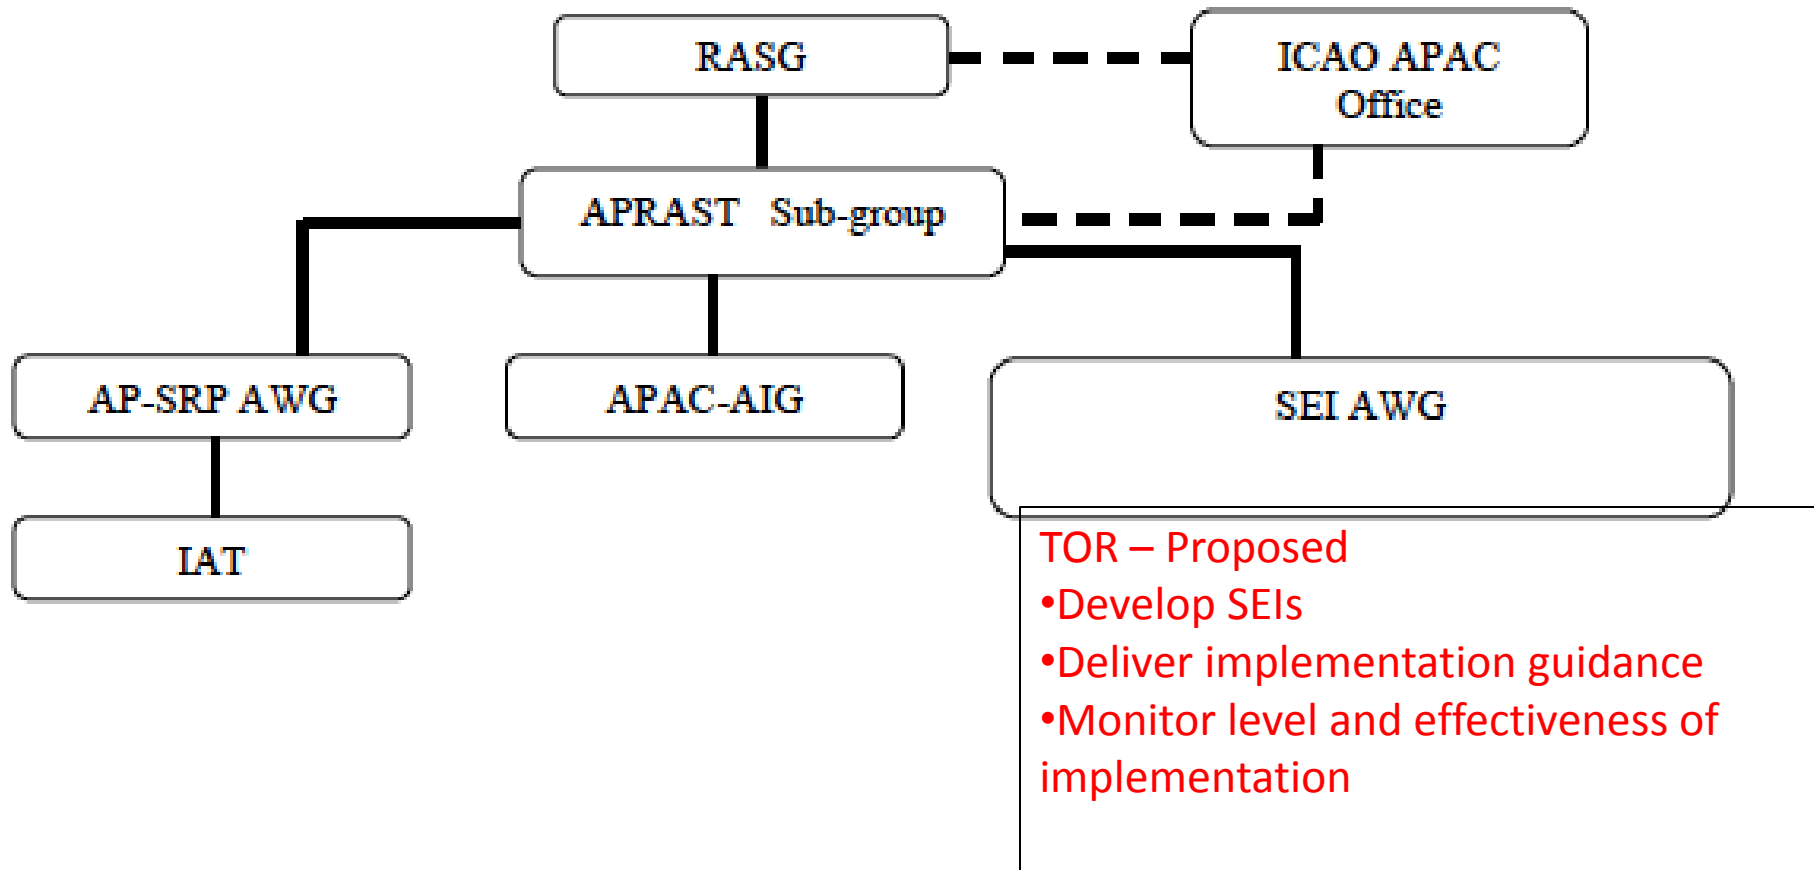 RASG
ICAO APAC
Office
APRAST Sub-group
AP-SRP AWG
APAC-AIG
SEI AWG
IAT
TOR – Proposed
•Develop SEIs
•Deliver implementation guidance
•Monitor level and effectiveness of
implementation